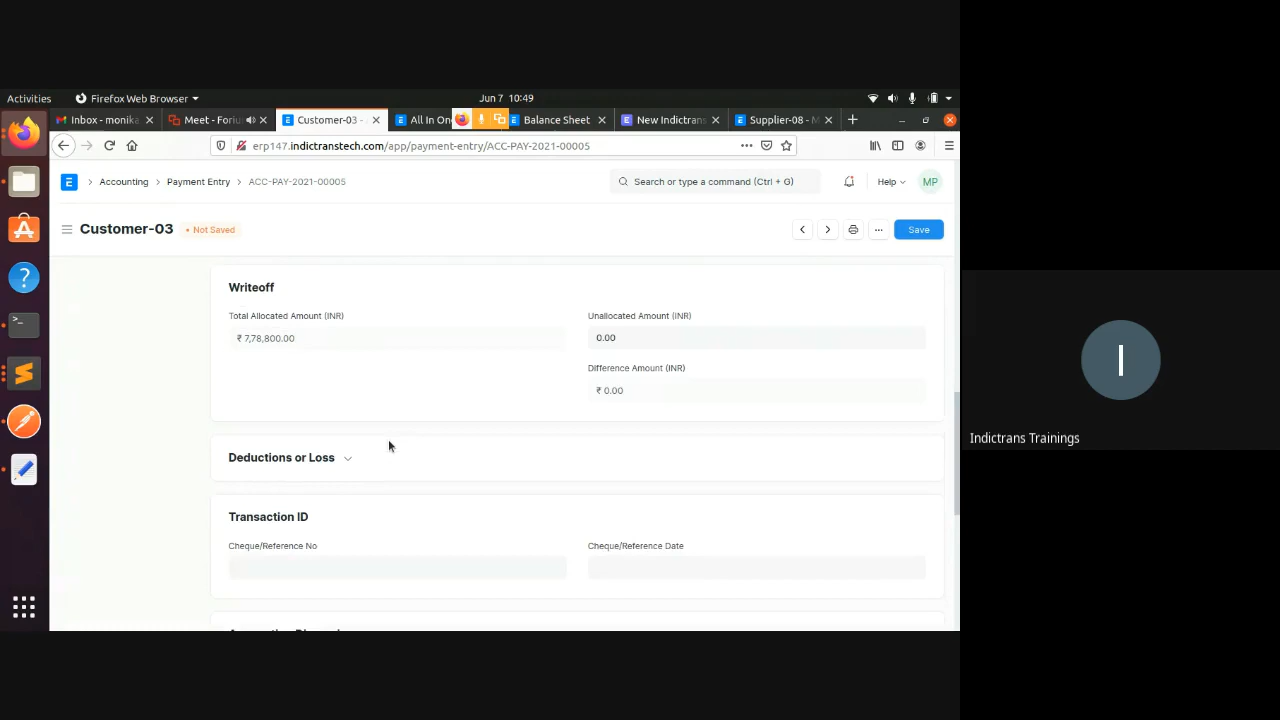 Activities Firefox Web Browser Jun 7 10:49
Inbox - monika Meet - Foriu Customer-03 - All In On Balance Sheet New Indictrans Supplier-08 - M
erp147.indictranstech.com/app/payment-entry/ACC-PAY-2021-00005
E Accounting Payment Entry ACC-PAY-2021-00005 Search or type a command (Ctrl + G) Help MP
Customer-03 Not Saved Save
Writeoff
Total Allocated Amount (INR) Unallocated Amount (INR)
₹ 7,78,800.00 0.00
Difference Amount (INR)
₹ 0.00
Deductions or Loss
Transaction ID
Cheque/Reference No Cheque/Reference Date
I
Indictrans Trainings